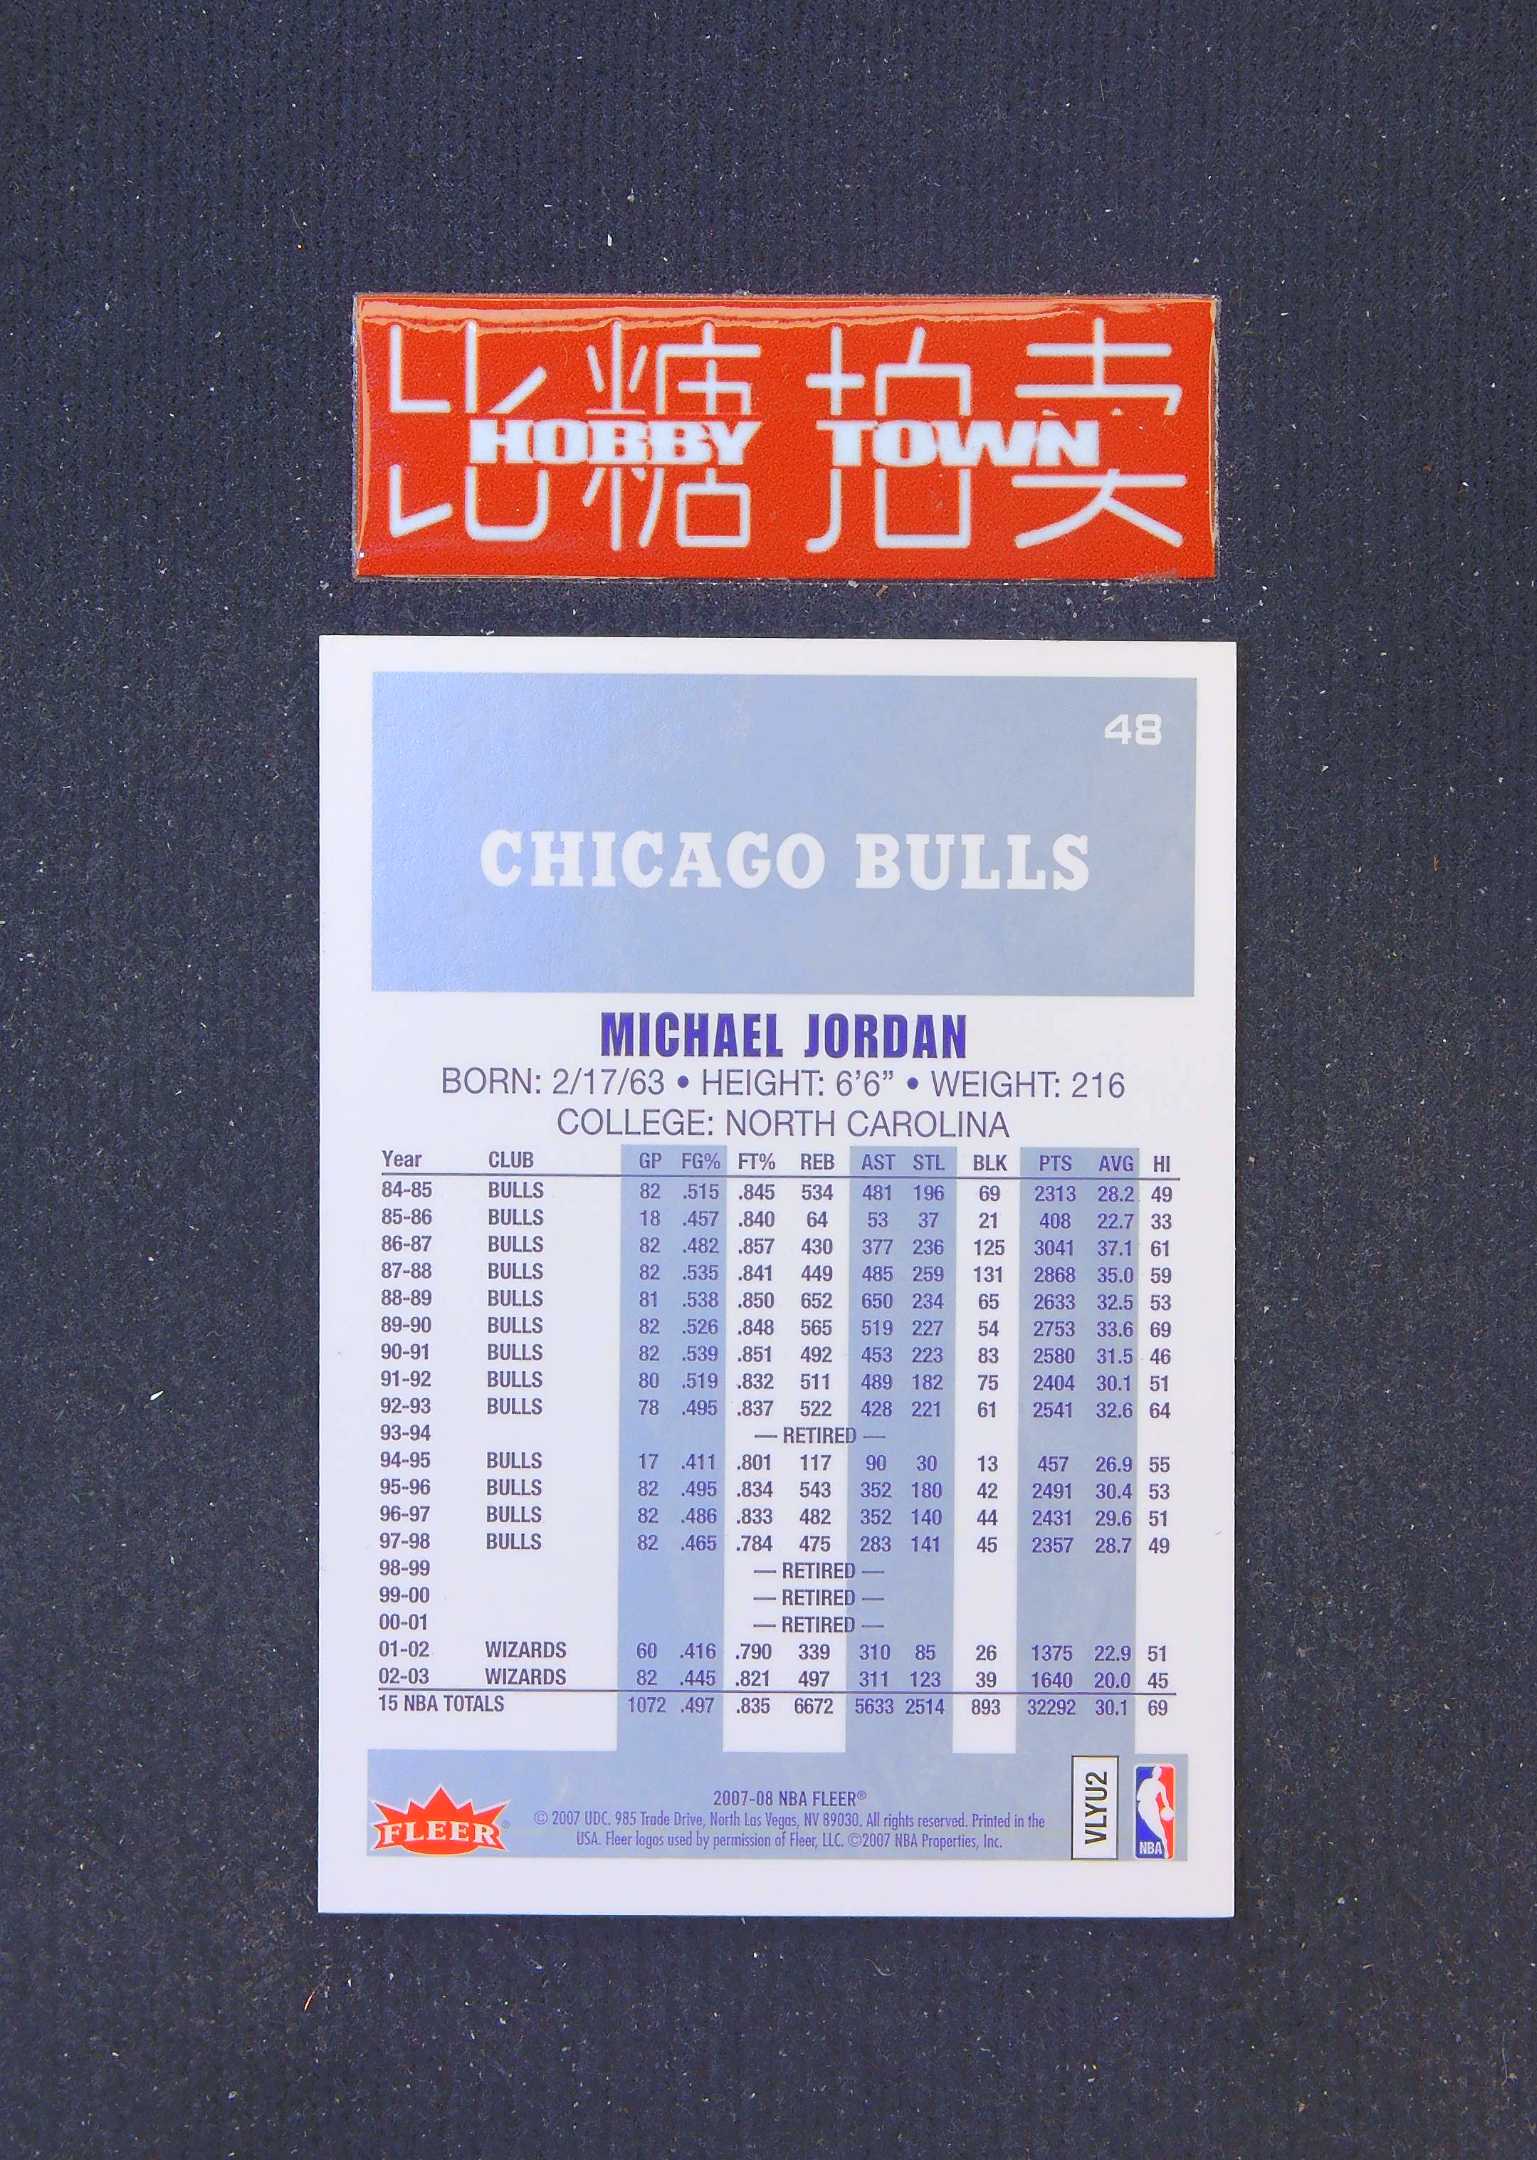 比糖拍卖
HOBBY TOWN
48
CHICAGO BULLS
MICHAEL JORDAN
BORN: 2/17/63 • HEIGHT: 6'6" • WEIGHT: 216
COLLEGE: NORTH CAROLINA
Year CLUB GP FG% FT% REB AST STL BLK PTS AVG HI
84-85 BULLS 82 .515 .845 534 481 196 69 2313 28.2 49
85-86 BULLS 18 .457 .840 64 53 37 21 408 22.7 33
86-87 BULLS 82 .482 .857 430 377 236 125 3041 37.1 61
87-88 BULLS 82 .535 .841 449 485 259 131 2868 35.0 59
88-89 BULLS 81 .538 .850 652 650 234 65 2633 32.5 53
89-90 BULLS 82 .526 .848 565 519 227 54 2753 33.6 69
90-91 BULLS 82 .539 .851 492 453 223 83 2580 31.5 46
91-92 BULLS 80 .519 .832 511 489 182 75 2404 30.1 51
92-93 BULLS 78 .495 .837 522 428 221 61 2541 32.6 64
93-94 — RETIRED —
94-95 BULLS 17 .411 .801 117 90 30 13 457 26.9 55
95-96 BULLS 82 .495 .834 543 352 180 42 2491 30.4 53
96-97 BULLS 82 .486 .833 482 352 140 44 2431 29.6 51
97-98 BULLS 82 .465 .784 475 283 141 45 2357 28.7 49
98-99 — RETIRED —
99-00 — RETIRED —
00-01 — RETIRED —
01-02 WIZARDS 60 .416 .790 339 310 85 26 1375 22.9 51
02-03 WIZARDS 82 .445 .821 497 311 123 39 1640 20.0 45
15 NBA TOTALS 1072 .497 .835 6672 5633 2514 893 32292 30.1 69
FLEER®
2007-08 NBA FLEER®
© 2007 UDC. 985 Trade Drive, North Las Vegas, NV 89030. All rights reserved. Printed in the
USA. Fleer logos used by permission of Fleer, LLC. ©2007 NBA Properties, Inc.
VLYU2
NBA